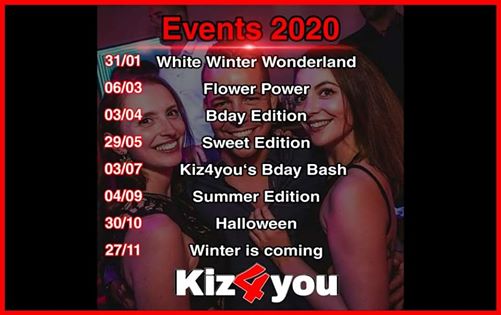 Events 2020
31/01 White Winter Wonderland
06/03 Flower Power
03/04 Bday Edition
29/05 Sweet Edition
03/07 Kiz4you‘s Bday Bash
04/09 Summer Edition
30/10 Halloween
27/11 Winter is coming
Kiz4you